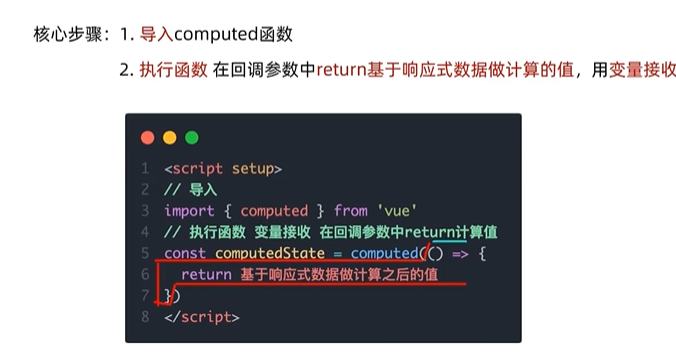 核心步骤：1. 导入computed函数
2. 执行函数 在回调参数中return基于响应式数据做计算的值，用变量接收
1 <script setup>
2 // 导入
3 import { computed } from 'vue'
4 // 执行函数 变量接收 在回调参数中return计算值
5 const computedState = computed(() => {
6 return 基于响应式数据做计算之后的值
7 })
8 </script>